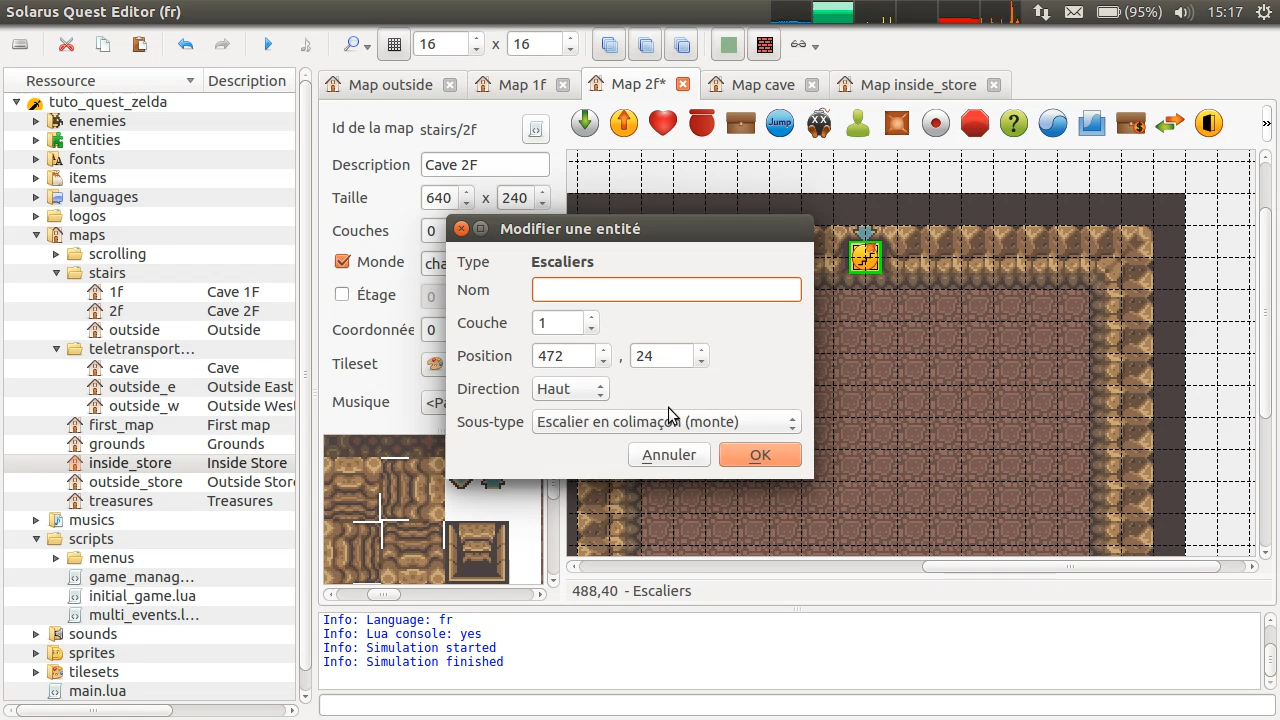 Solarus Quest Editor (fr)
(95%)
15:17
16 x 16
Ressource
Description
Map outside
Map 1f
Map 2f*
Map cave
Map inside_store
tuto_quest_zelda
enemies
entities
fonts
items
languages
logos
maps
scrolling
stairs
1f Cave 1F
2f Cave 2F
outside Outside
teletransport...
cave Cave
outside_e Outside East
outside_w Outside West
first_map First map
grounds Grounds
inside_store Inside Store
outside_store Outside Store
treasures Treasures
musics
scripts
menus
game_manag...
initial_game.lua
multi_events.l...
sounds
sprites
tilesets
main.lua
Id de la map stairs/2f
Description Cave 2F
Taille 640 x 240
Couches 0
Monde
Étage 0
Coordonnée 0
Tileset
Musique
Jump
XX
?
$
»
Modifier une entité
Type Escaliers
Nom
Couche 1
Position 472 , 24
Direction Haut
Sous-type Escalier en colimaçon (monte)
Annuler OK
488,40 - Escaliers
Info: Language: fr
Info: Lua console: yes
Info: Simulation started
Info: Simulation finished